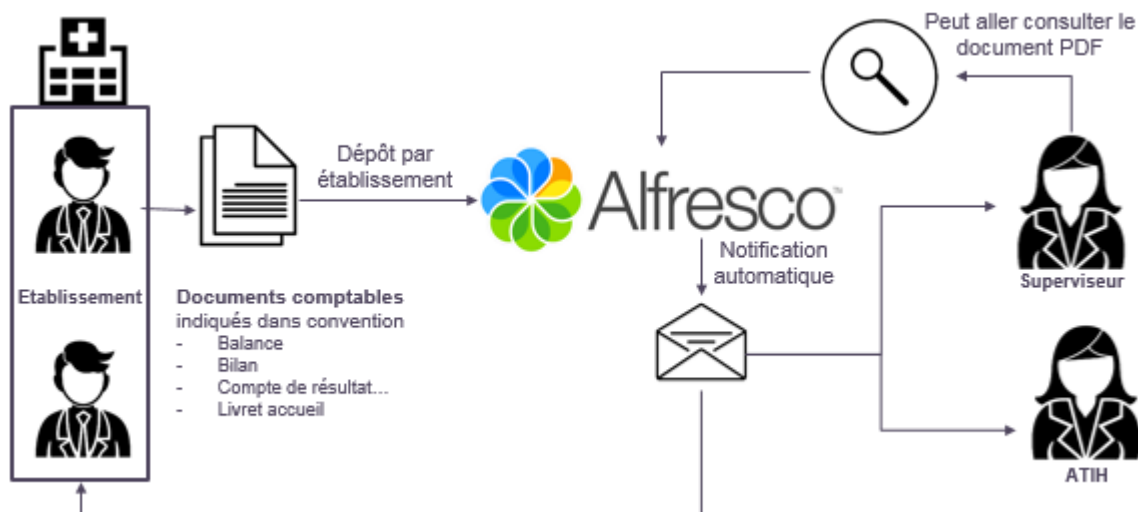 Peut aller consulter le
document PDF
Dépôt par
établissement
Alfresco™
Notification
automatique
Etablissement
Documents comptables
indiqués dans convention
- Balance
- Bilan
- Compte de résultat...
- Livret accueil
Superviseur
ATIH